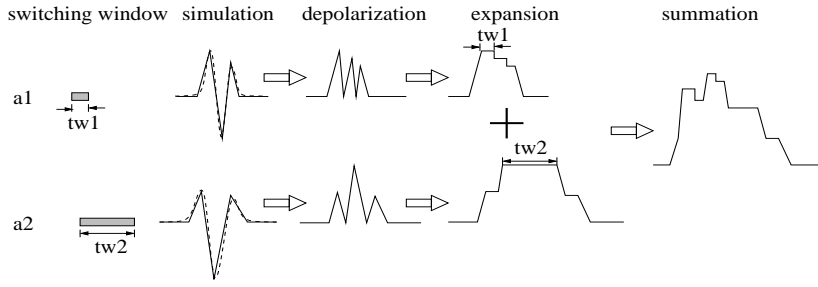 switching window simulation depolarization expansion summation
tw1
a1
tw1
tw2
a2
tw2